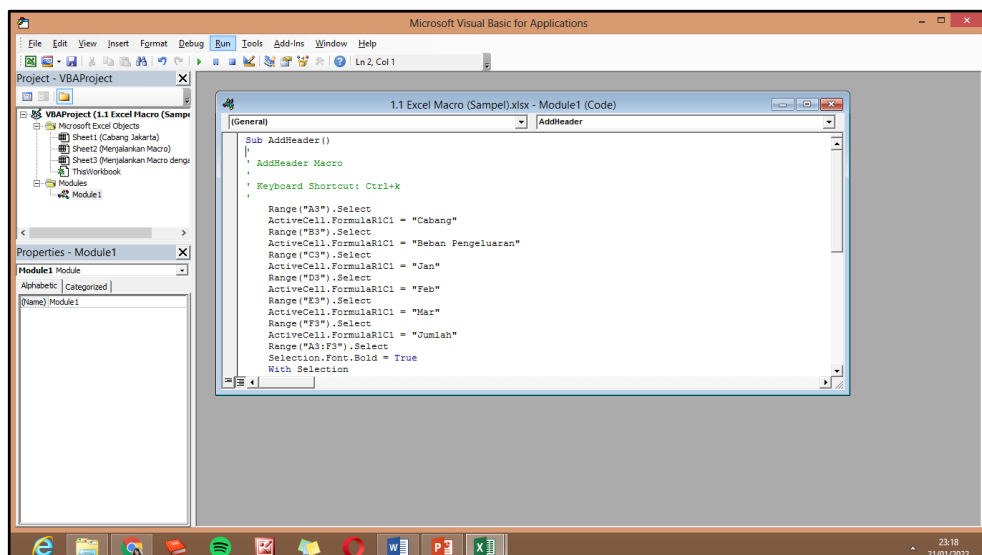 Microsoft Visual Basic for Applications
File Edit View Insert Format Debug Run Tools Add-Ins Window Help
Ln 2, Col 1
Project - VBAProject
VBAProject (1.1 Excel Macro (Sampe
Microsoft Excel Objects
Sheet1 (Cabang Jakarta)
Sheet2 (Menjalankan Macro)
Sheet3 (Menjalankan Macro denga
ThisWorkbook
Modules
Module1
Properties - Module1
Module1 Module
Alphabetic Categorized
(Name) Module1
1.1 Excel Macro (Sampel).xlsx - Module1 (Code)
(General) AddHeader
Sub AddHeader()
'
' AddHeader Macro
'
' Keyboard Shortcut: Ctrl+k
'
Range("A3").Select
ActiveCell.FormulaR1C1 = "Cabang"
Range("B3").Select
ActiveCell.FormulaR1C1 = "Beban Pengeluaran"
Range("C3").Select
ActiveCell.FormulaR1C1 = "Jan"
Range("D3").Select
ActiveCell.FormulaR1C1 = "Feb"
Range("E3").Select
ActiveCell.FormulaR1C1 = "Mar"
Range("F3").Select
ActiveCell.FormulaR1C1 = "Jumlah"
Range("A3:F3").Select
Selection.Font.Bold = True
With Selection
23:18
21/01/2022